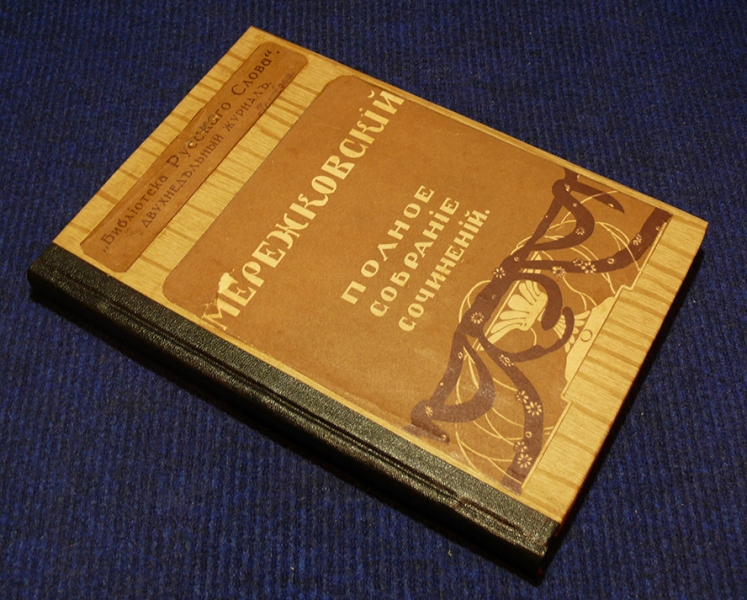 „Библіотека Русскаго Слова“.
двухнедѣльный журналъ.
МЕРЕЖКОВСКІЙ
ПОЛНОЕ
СОБРАНІЕ
СОЧИНЕНІЙ.